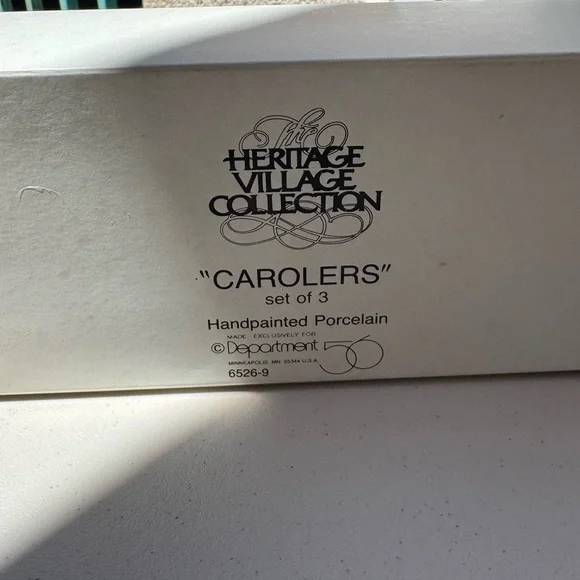 The
HERITAGE
VILLAGE
COLLECTION
"CAROLERS"
set of 3
Handpainted Porcelain
MADE EXCLUSIVELY FOR
© Department 56
MINNEAPOLIS, MN. 55344 U.S.A.
6526-9